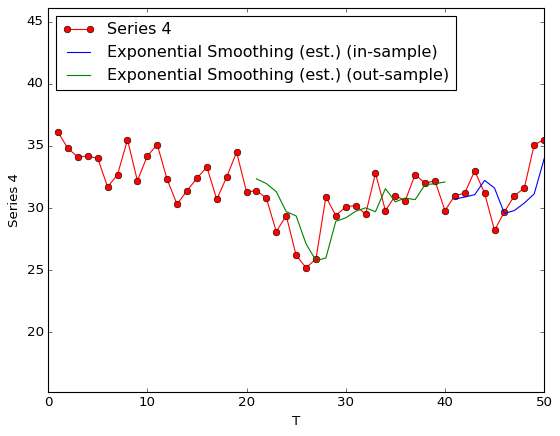 Series 4
Exponential Smoothing (est.) (in-sample)
Exponential Smoothing (est.) (out-sample)
45
40
35
30
25
20
Series 4
0 10 20 30 40 50
T